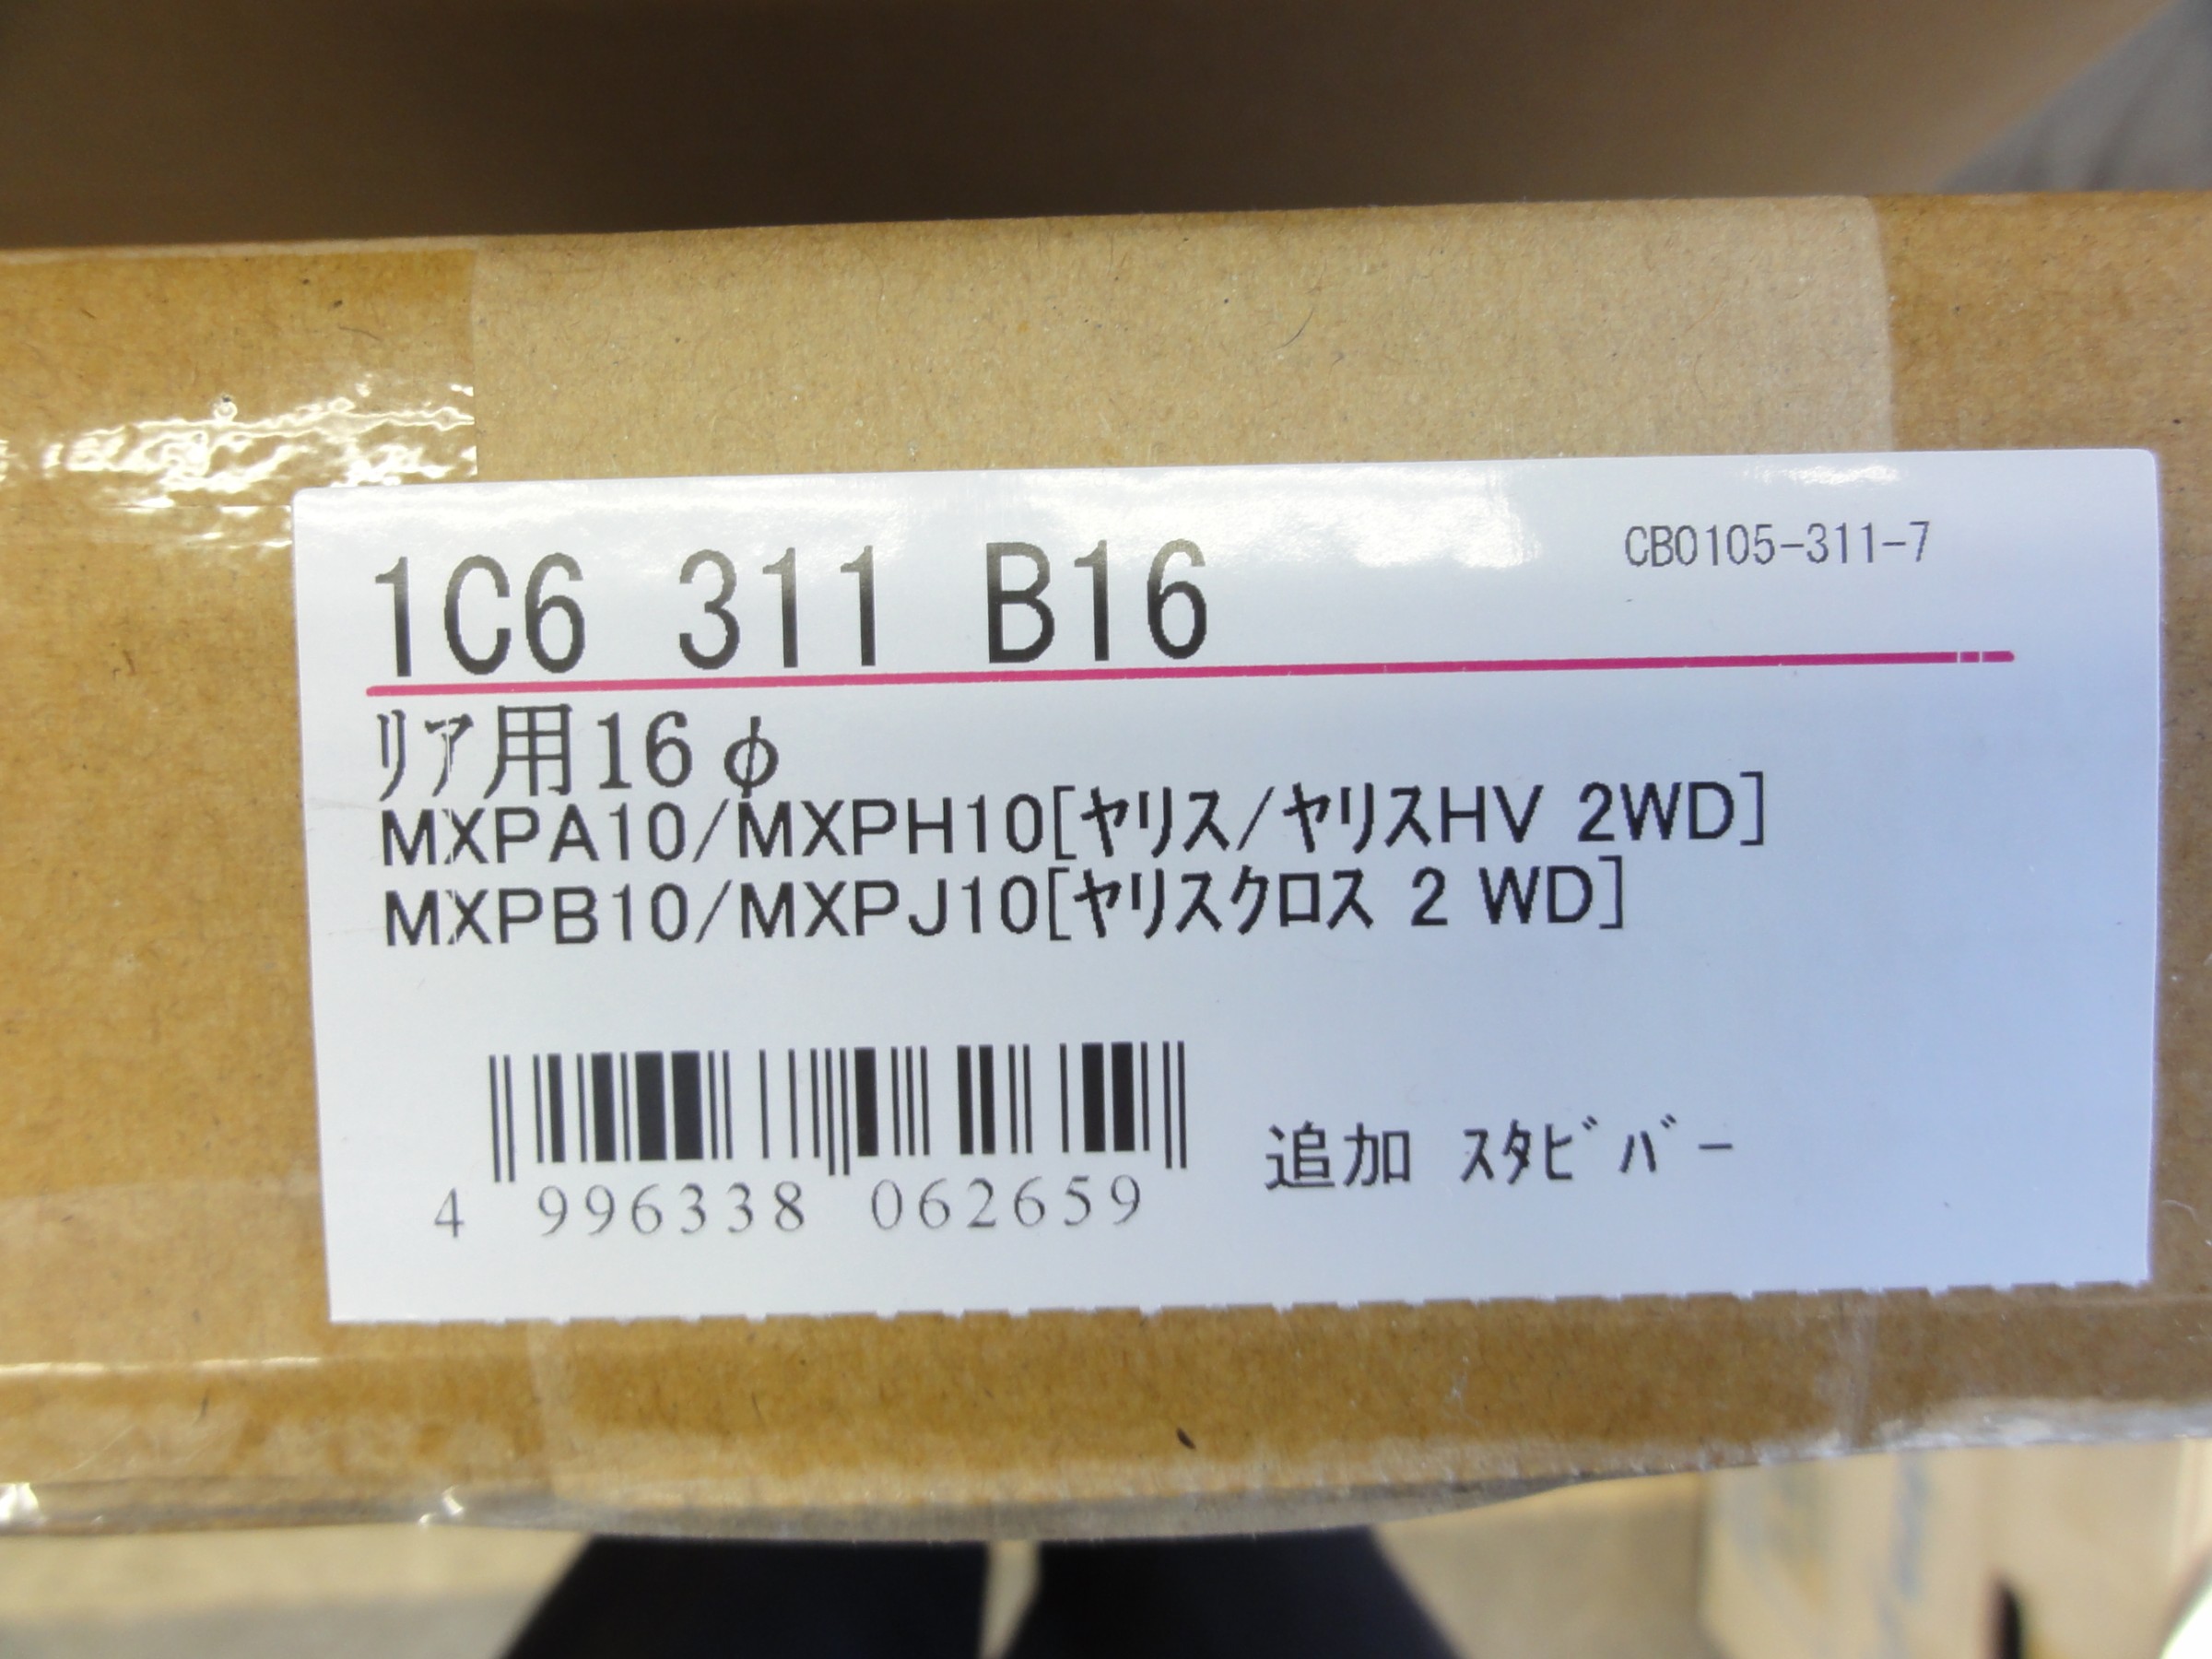 1C6 311 B16
CB0105-311-7
ﾘｱ用16φ
MXPA10/MXPH10[ヤリス/ヤリスHV 2WD]
MXPB10/MXPJ10[ヤリスクロス 2 WD]
4 996338 062659
追加 ｽﾀﾋﾞﾊﾞｰ